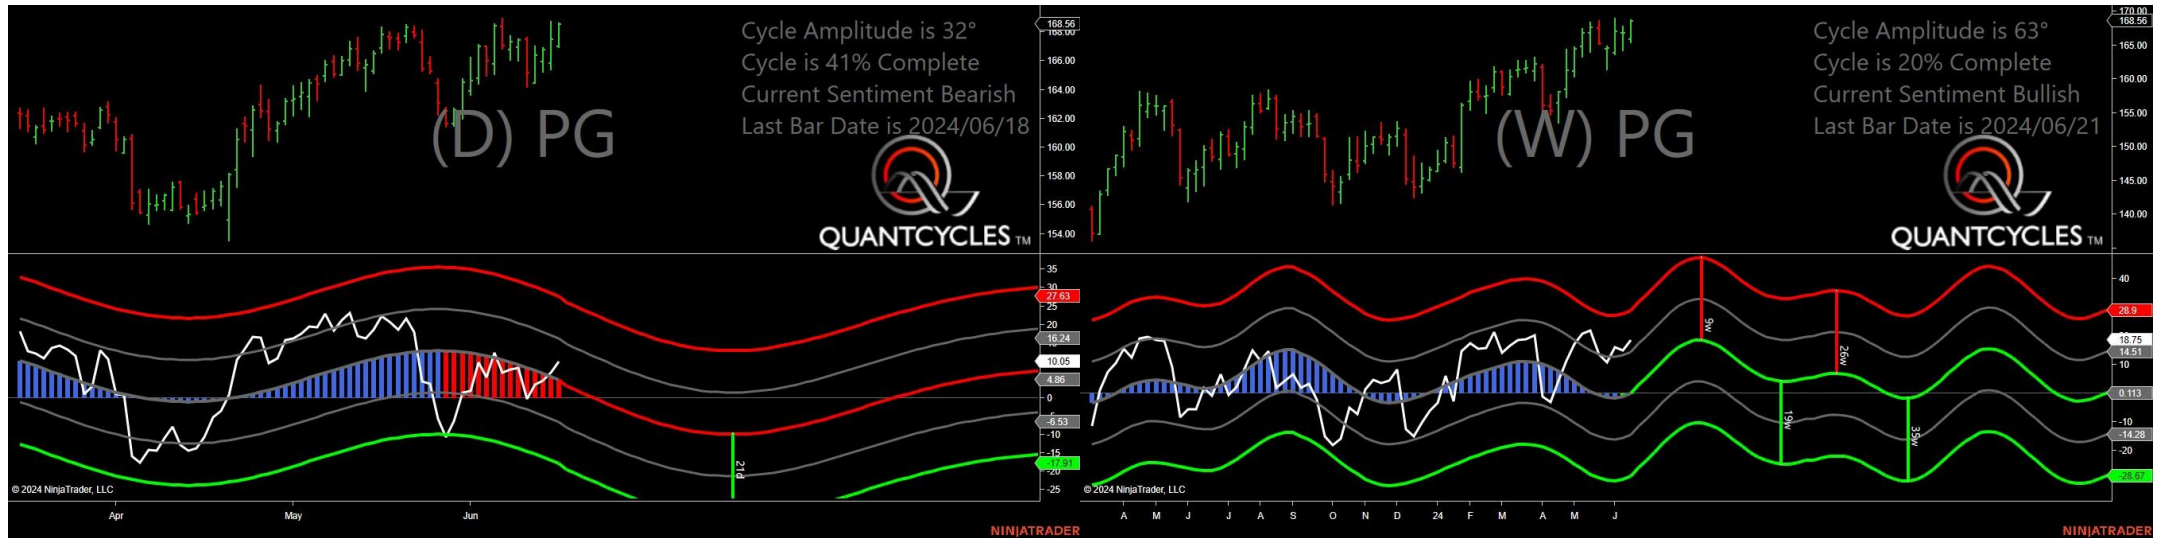 Cycle Amplitude is 32°
Cycle is 41% Complete
Current Sentiment Bearish
Last Bar Date is 2024/06/18
(D) PG
QUANTCYCLES TM
168.56
168.00
166.00
164.00
162.00
160.00
158.00
156.00
154.00
35
30
27.63
25
20
16.24
10.05
4.86
0
-6.53
-10
-15
-17.91
-20
-25
21d
© 2024 NinjaTrader, LLC
Apr May Jun
NINJATRADER
Cycle Amplitude is 63°
Cycle is 20% Complete
Current Sentiment Bullish
Last Bar Date is 2024/06/21
(W) PG
QUANTCYCLES TM
170.00
168.56
165.00
160.00
155.00
150.00
145.00
140.00
40
28.9
18.75
14.51
10
0.113
-10
-14.28
-20
-28.67
9w
26w
19w
35w
© 2024 NinjaTrader, LLC
A M J J A S O N D 24 F M A M J
NINJATRADER